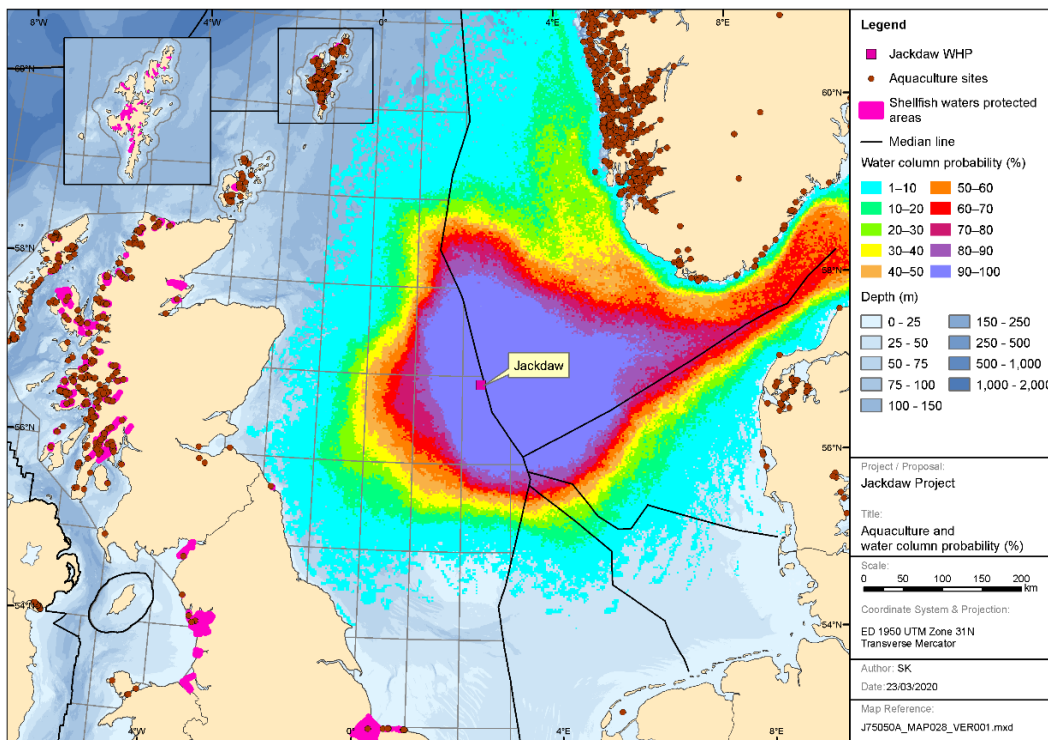 8°W 4°W 0° 4°E 8°E
60°N
60°N
58°N
58°N
Jackdaw
56°N
56°N
54°N
54°N
4°W 0° 4°E 8°E
Legend
Jackdaw WHP
Aquaculture sites
Shellfish waters protected
areas
Median line
Water column probability (%)
1–10 50–60
10–20 60–70
20–30 70–80
30–40 80–90
40–50 90–100
Depth (m)
0 - 25 150 - 250
25 - 50 250 - 500
50 - 75 500 - 1,000
75 - 100 1,000 - 2,000
100 - 150
Project / Proposal:
Jackdaw Project
Title:
Aquaculture and
water column probability (%)
Scale:
0 50 100 150 200
km
Coordinate System & Projection:
ED 1950 UTM Zone 31N
Transverse Mercator
Author: SK
Date: 23/03/2020
Map Reference:
J75050A_MAP028_VER001.mxd